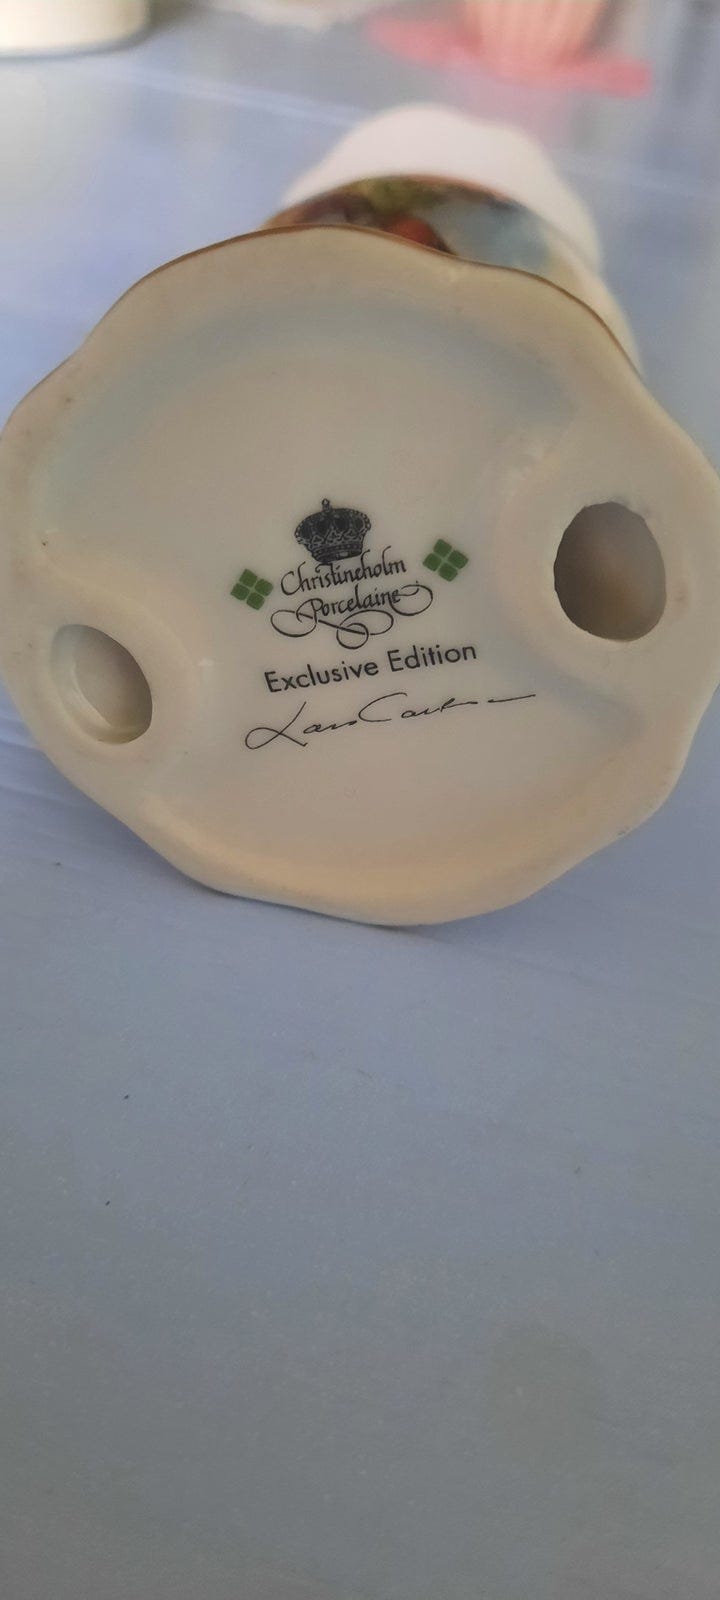 Christineholm
Porcelaine
Exclusive Edition